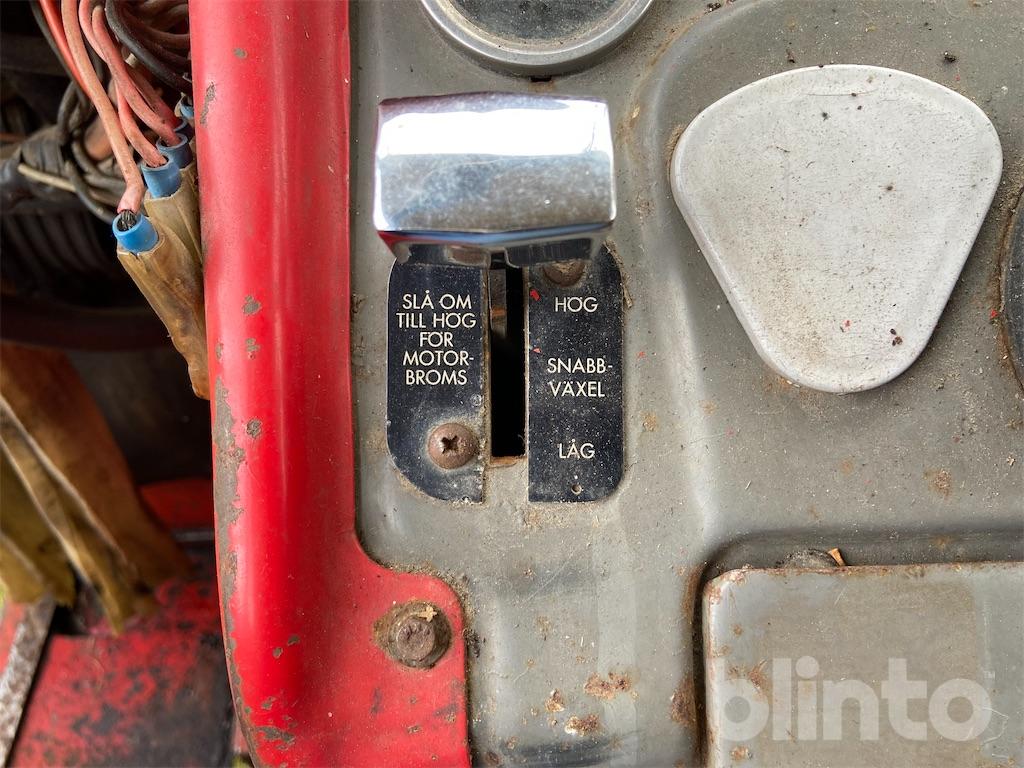 SLÅ OM
TILL HÖG
FÖR
MOTOR-
BROMS
HÖG
SNABB-
VÄXEL
LÅG
blinto